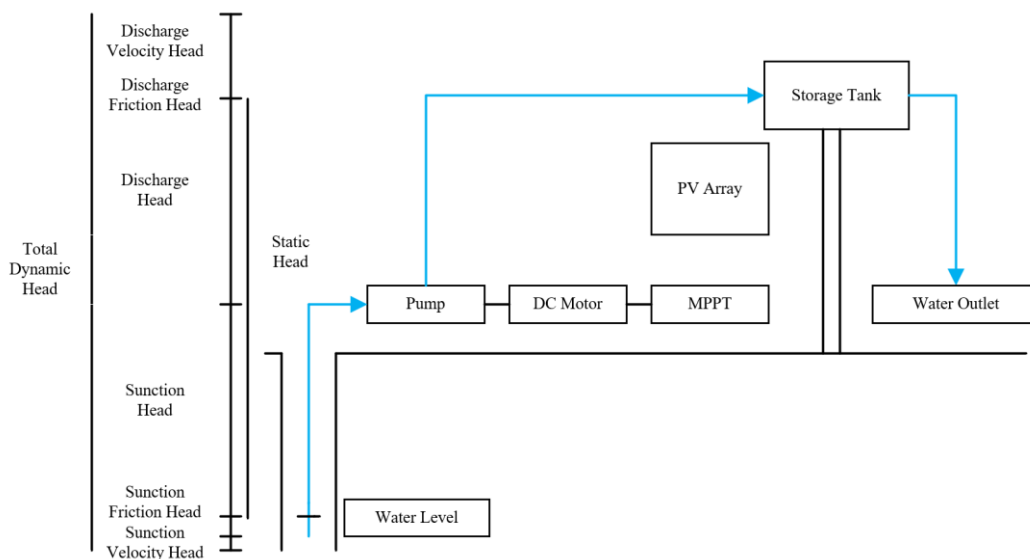 Discharge
Velocity Head
Discharge
Friction Head
Storage Tank
Discharge
Head
PV Array
Total
Dynamic
Head
Static
Head
Pump
DC Motor
MPPT
Water Outlet
Sunction
Head
Sunction
Friction Head
Water Level
Sunction
Velocity Head